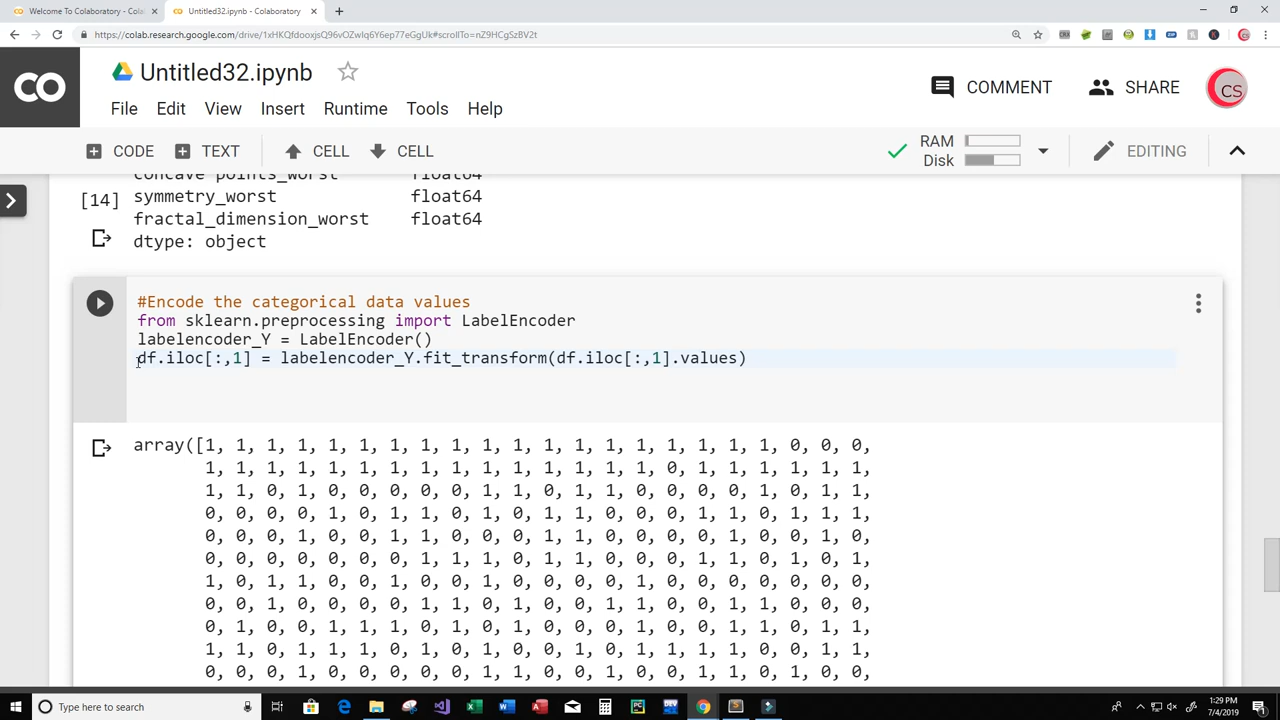 Welcome To Colaboratory - Colal
Untitled32.ipynb - Colaboratory
https://colab.research.google.com/drive/1xHKQfdooxjsQ96vOZwIq6Y6ep77eGgUk#scrollTo=nZ9HCgSzBV2t
Untitled32.ipynb
COMMENT
SHARE
CS
File Edit View Insert Runtime Tools Help
CODE TEXT CELL CELL
RAM
Disk
EDITING
concave points_worst float64
[14] symmetry_worst float64
fractal_dimension_worst float64
dtype: object
#Encode the categorical data values
from sklearn.preprocessing import LabelEncoder
labelencoder_Y = LabelEncoder()
df.iloc[:,1] = labelencoder_Y.fit_transform(df.iloc[:,1].values)
array([1, 1, 1, 1, 1, 1, 1, 1, 1, 1, 1, 1, 1, 1, 1, 1, 1, 1, 1, 0, 0, 0,
1, 1, 1, 1, 1, 1, 1, 1, 1, 1, 1, 1, 1, 1, 1, 0, 1, 1, 1, 1, 1, 1,
1, 1, 0, 1, 0, 0, 0, 0, 0, 1, 1, 0, 1, 1, 0, 0, 0, 0, 1, 0, 1, 1,
0, 0, 0, 0, 1, 0, 1, 1, 0, 1, 0, 1, 1, 0, 0, 0, 1, 1, 0, 1, 1, 1,
0, 0, 0, 1, 0, 0, 1, 1, 0, 0, 0, 1, 1, 0, 0, 0, 0, 1, 0, 0, 1, 0,
0, 0, 0, 0, 0, 0, 0, 1, 1, 1, 0, 1, 1, 0, 0, 0, 1, 1, 0, 1, 0, 1,
1, 0, 1, 1, 0, 0, 1, 0, 0, 1, 0, 0, 0, 0, 1, 0, 0, 0, 0, 0, 0, 0,
0, 0, 1, 0, 0, 0, 0, 1, 1, 0, 1, 0, 0, 1, 1, 0, 0, 1, 1, 0, 0, 0,
0, 1, 0, 0, 1, 1, 1, 0, 1, 0, 1, 0, 0, 0, 1, 0, 0, 1, 1, 0, 1, 1,
1, 1, 0, 1, 1, 1, 0, 1, 0, 1, 0, 0, 1, 0, 1, 1, 1, 1, 0, 0, 1, 1,
0, 0, 0, 1, 0, 0, 0, 0, 0, 1, 1, 0, 0, 1, 0, 0, 1, 1, 0, 1, 0, 0,
Type here to search
1:29 PM
7/4/2019